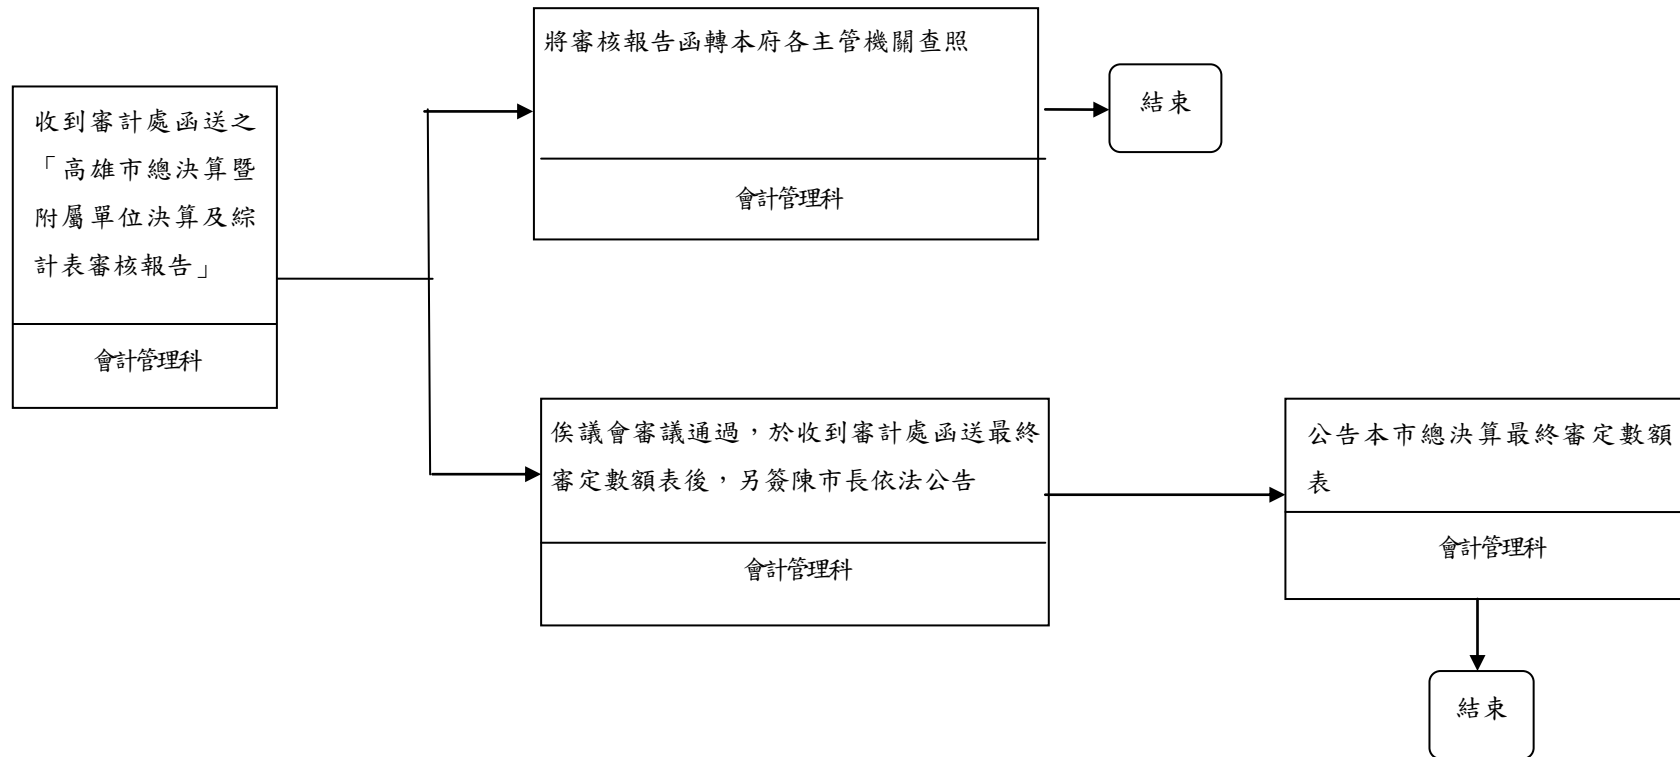 將審核報告函轉本府各主管機關查照
會計管理科
結束
收到審計處函送之
「高雄市總決算暨
附屬單位決算及綜
計表審核報告」
會計管理科
俟議會審議通過，於收到審計處函送最終
審定數額表後，另簽陳市長依法公告
會計管理科
公告本市總決算最終審定數額
表
會計管理科
結束